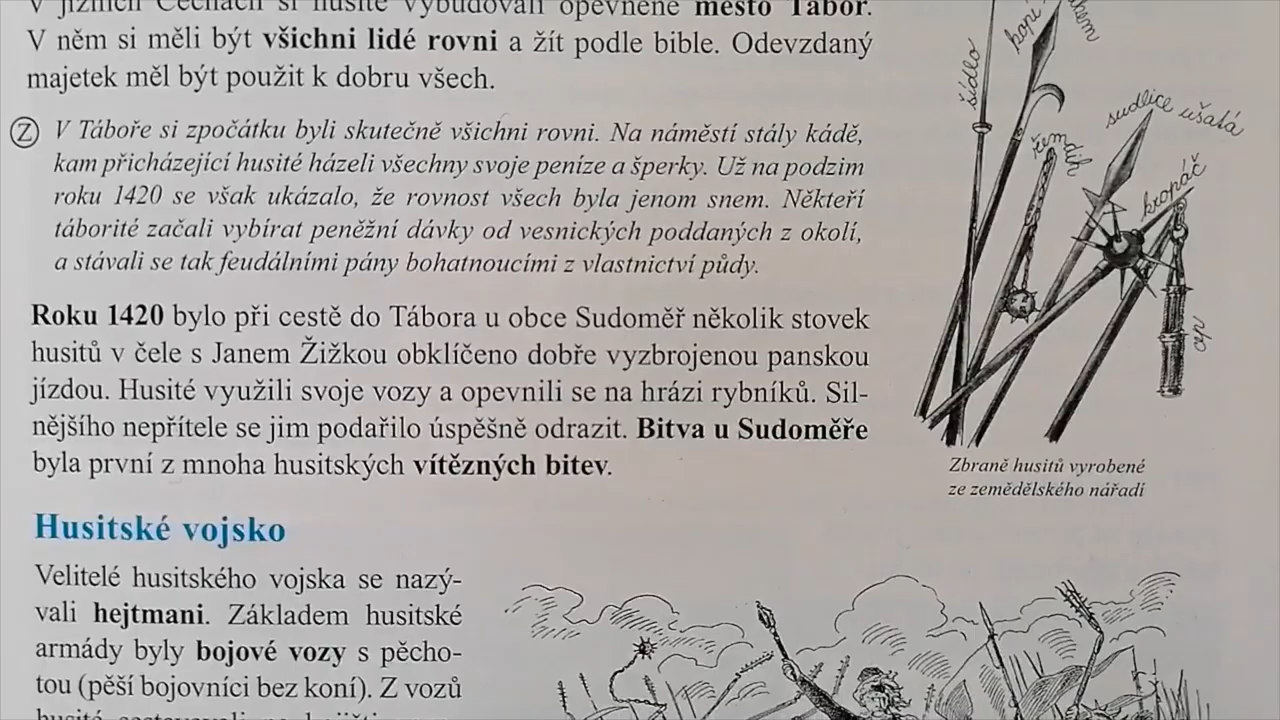 V jižních Čechách si husité vybudovali opevněné město Tábor.
V něm si měli být všichni lidé rovni a žít podle bible. Odevzdaný
majetek měl být použit k dobru všech.
Z V Táboře si zpočátku byli skutečně všichni rovni. Na náměstí stály kádě,
kam přicházející husité házeli všechny svoje peníze a šperky. Už na podzim
roku 1420 se však ukázalo, že rovnost všech byla jenom snem. Někteří
táborité začali vybírat peněžní dávky od vesnických poddaných z okolí,
a stávali se tak feudálními pány bohatnoucími z vlastnictví půdy.
Roku 1420 bylo při cestě do Tábora u obce Sudoměř několik stovek
husitů v čele s Janem Žižkou obklíčeno dobře vyzbrojenou panskou
jízdou. Husité využili svoje vozy a opevnili se na hrázi rybníků. Sil-
nějšího nepřítele se jim podařilo úspěšně odrazit. Bitva u Sudoměře
byla první z mnoha husitských vítězných bitev.
šídlo
kopí
řemdih
sudlice ušatá
kropáč
cep
Zbraně husitů vyrobené
ze zemědělského nářadí
Husitské vojsko
Velitelé husitského vojska se nazý-
vali hejtmani. Základem husitské
armády byly bojové vozy s pěcho-
tou (pěší bojovníci bez koní). Z vozů